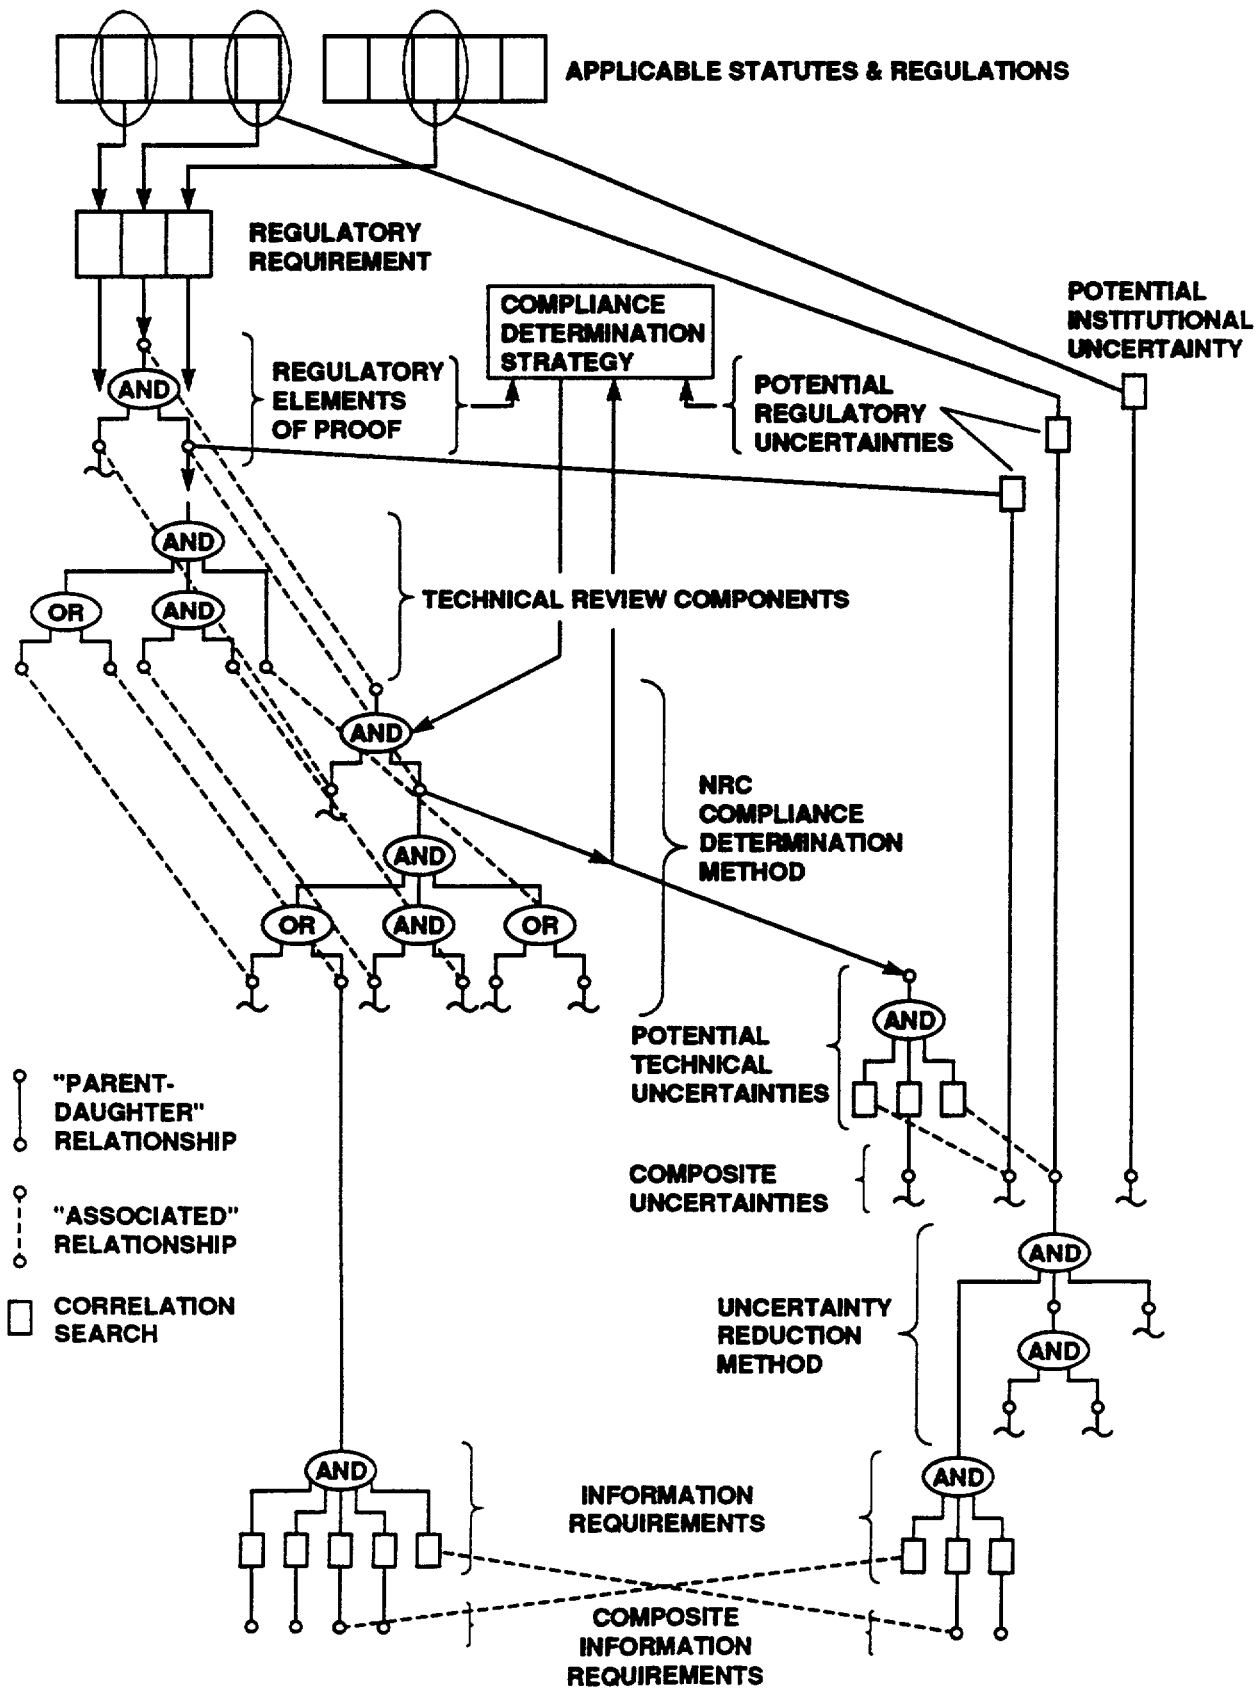 APPLICABLE STATUTES & REGULATIONS
REGULATORY
REQUIREMENT
COMPLIANCE
DETERMINATION
STRATEGY
POTENTIAL
INSTITUTIONAL
UNCERTAINTY
AND
REGULATORY
ELEMENTS
OF PROOF
POTENTIAL
REGULATORY
UNCERTAINTIES
AND
OR
AND
TECHNICAL REVIEW COMPONENTS
AND
NRC
COMPLIANCE
DETERMINATION
METHOD
AND
OR
AND
OR
AND
POTENTIAL
TECHNICAL
UNCERTAINTIES
"PARENT-
DAUGHTER"
RELATIONSHIP
COMPOSITE
UNCERTAINTIES
"ASSOCIATED"
RELATIONSHIP
AND
CORRELATION
SEARCH
UNCERTAINTY
REDUCTION
METHOD
AND
AND
INFORMATION
REQUIREMENTS
AND
COMPOSITE
INFORMATION
REQUIREMENTS